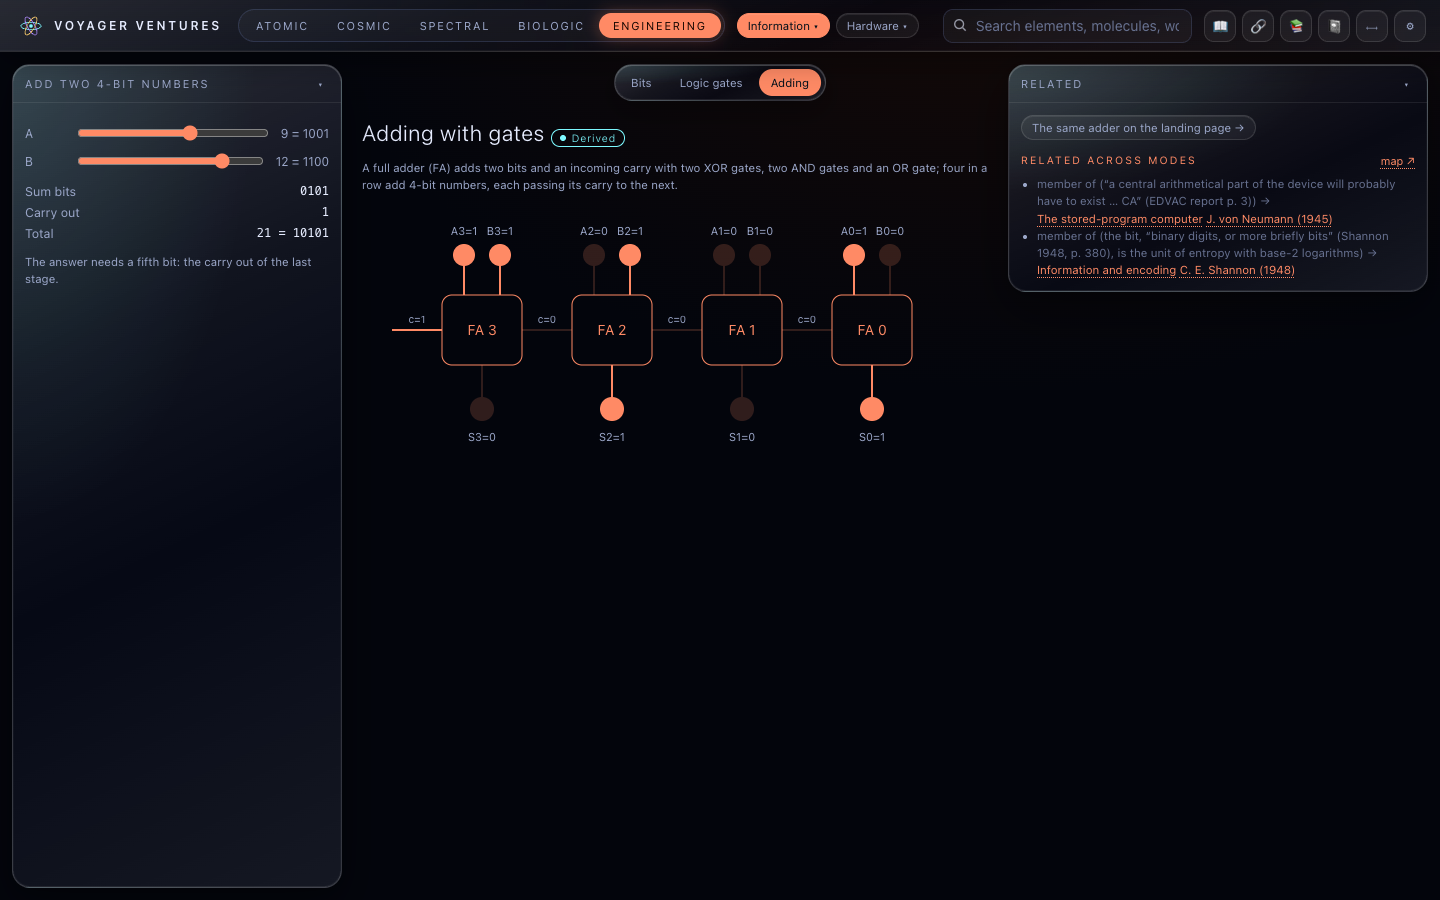 VOYAGER VENTURES
ATOMIC COSMIC SPECTRAL BIOLOGIC ENGINEERING
Information Hardware
Search elements, molecules, wo
ADD TWO 4-BIT NUMBERS
A 9 = 1001
B 12 = 1100
Sum bits 0101
Carry out 1
Total 21 = 10101
The answer needs a fifth bit: the carry out of the last
stage.
Bits Logic gates Adding
Adding with gates Derived
A full adder (FA) adds two bits and an incoming carry with two XOR gates, two AND gates and an OR gate; four in a
row add 4-bit numbers, each passing its carry to the next.
A3=1 B3=1 A2=0 B2=1 A1=0 B1=0 A0=1 B0=0
c=1 FA 3 c=0 FA 2 c=0 FA 1 c=0 FA 0
S3=0 S2=1 S1=0 S0=1
RELATED
The same adder on the landing page →
RELATED ACROSS MODES map ↗
• member of (“a central arithmetical part of the device will probably
have to exist … CA” (EDVAC report p. 3)) →
The stored-program computer J. von Neumann (1945)
• member of (the bit, “binary digits, or more briefly bits” (Shannon
1948, p. 380), is the unit of entropy with base-2 logarithms) →
Information and encoding C. E. Shannon (1948)